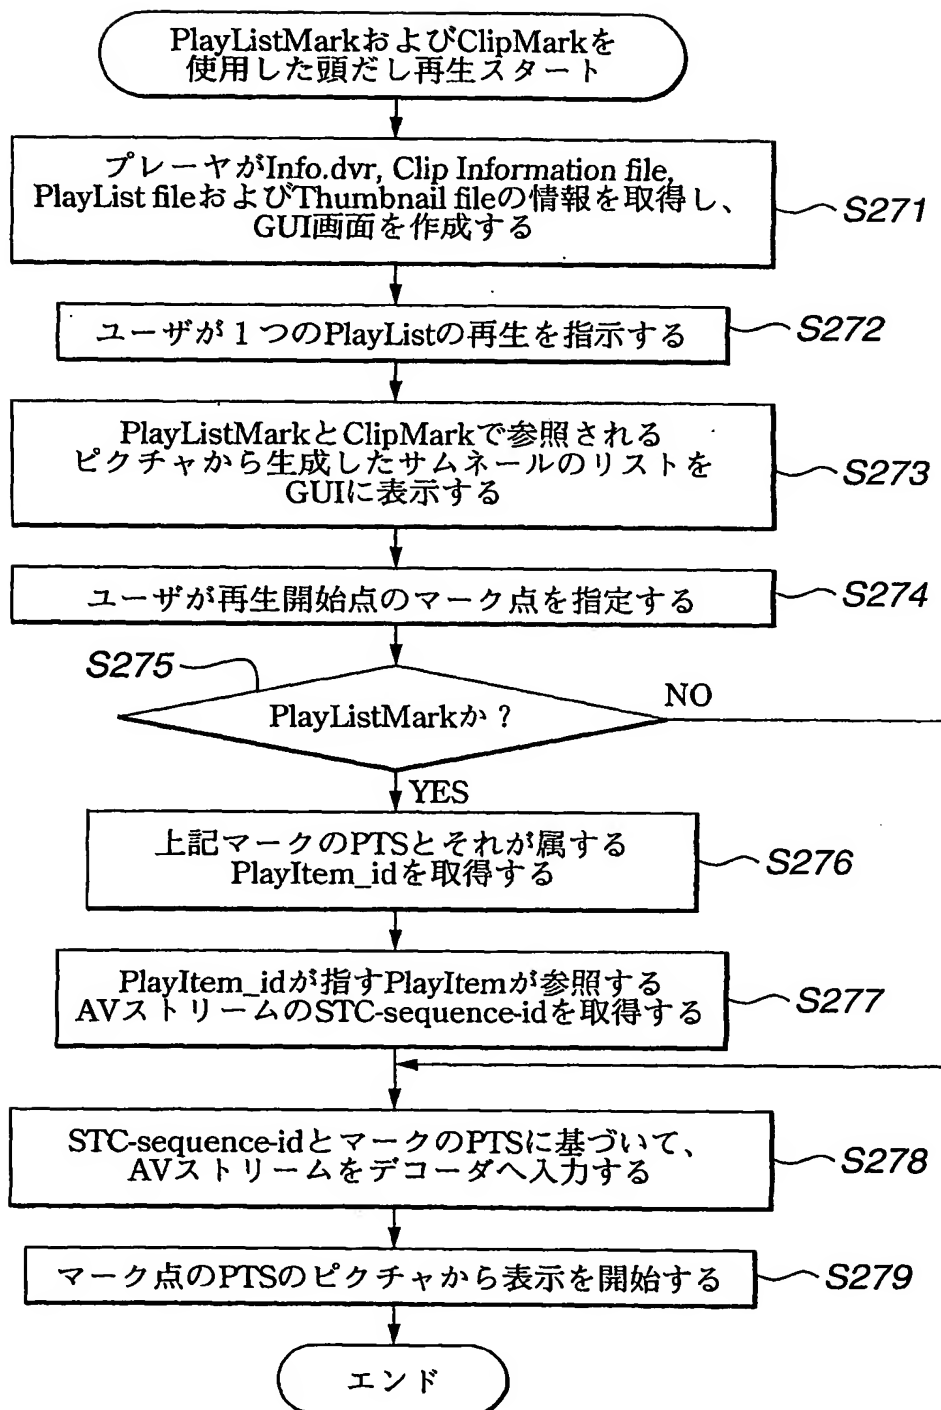 PlayListMarkおよびClipMarkを
使用した頭だし再生スタート
プレーヤがInfo.dvr, Clip Information file,
PlayList fileおよびThumbnail fileの情報を取得し、
GUI画面を作成する
S271
ユーザが1つのPlayListの再生を指示する
S272
PlayListMarkとClipMarkで参照される
ピクチャから生成したサムネールのリストを
GUIに表示する
S273
ユーザが再生開始点のマーク点を指定する
S274
S275
PlayListMarkか?
NO
YES
上記マークのPTSとそれが属する
PlayItem_idを取得する
S276
PlayItem_idが指すPlayItemが参照する
AVストリームのSTC-sequence-idを取得する
S277
STC-sequence-idとマークのPTSに基づいて、
AVストリームをデコーダへ入力する
S278
マーク点のPTSのピクチャから表示を開始する
S279
エンド